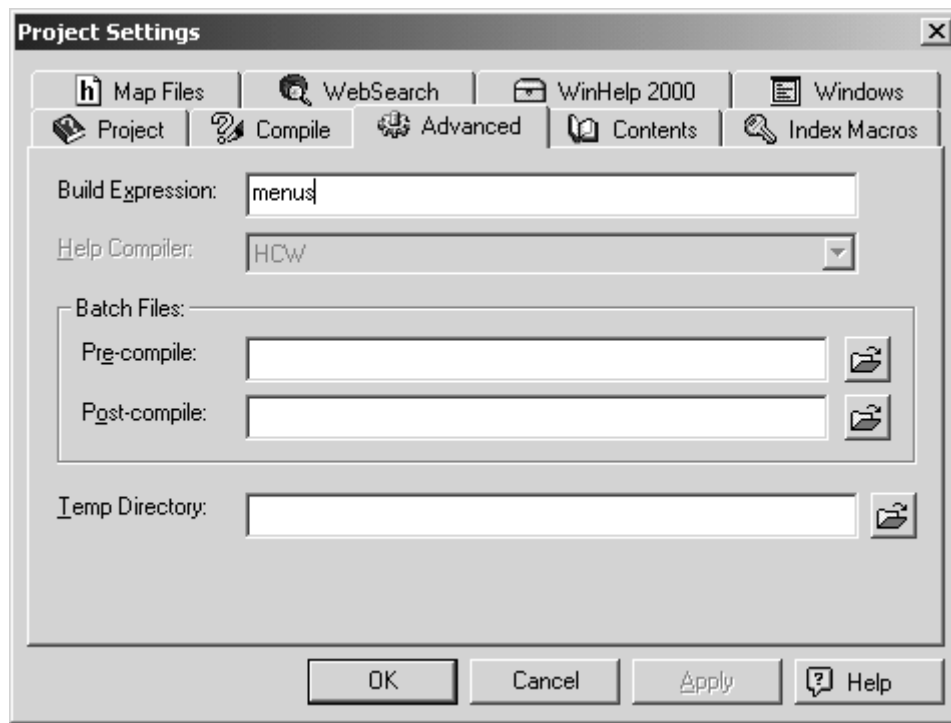 Project Settings
Map Files WebSearch WinHelp 2000 Windows
Project Compile Advanced Contents Index Macros
Build Expression: menus
Help Compiler: HCW
Batch Files:
Pre-compile:
Post-compile:
Temp Directory:
OK Cancel Apply Help